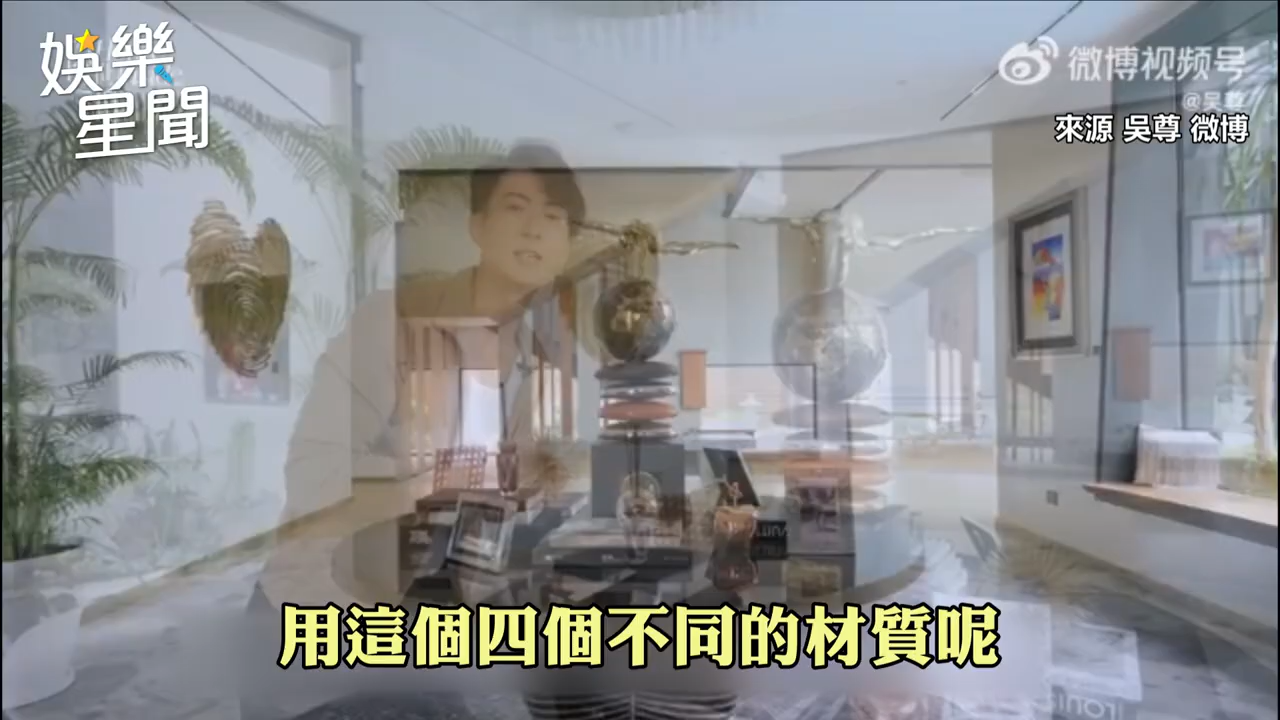 娛樂
星聞
微博视频号
@吴尊
來源 吳尊 微博
用這個四個不同的材質呢